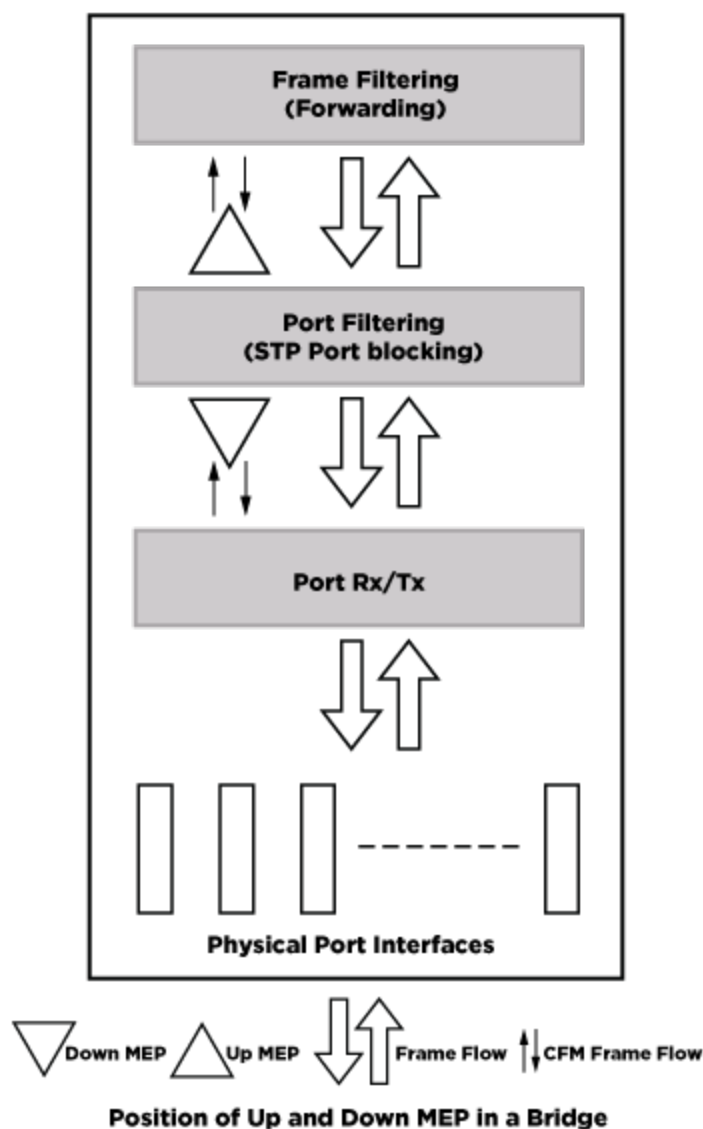 Frame Filtering
(Forwarding)
Port Filtering
(STP Port blocking)
Port Rx/Tx
Physical Port Interfaces
Down MEP
Up MEP
Frame Flow
CFM Frame Flow
Position of Up and Down MEP in a Bridge